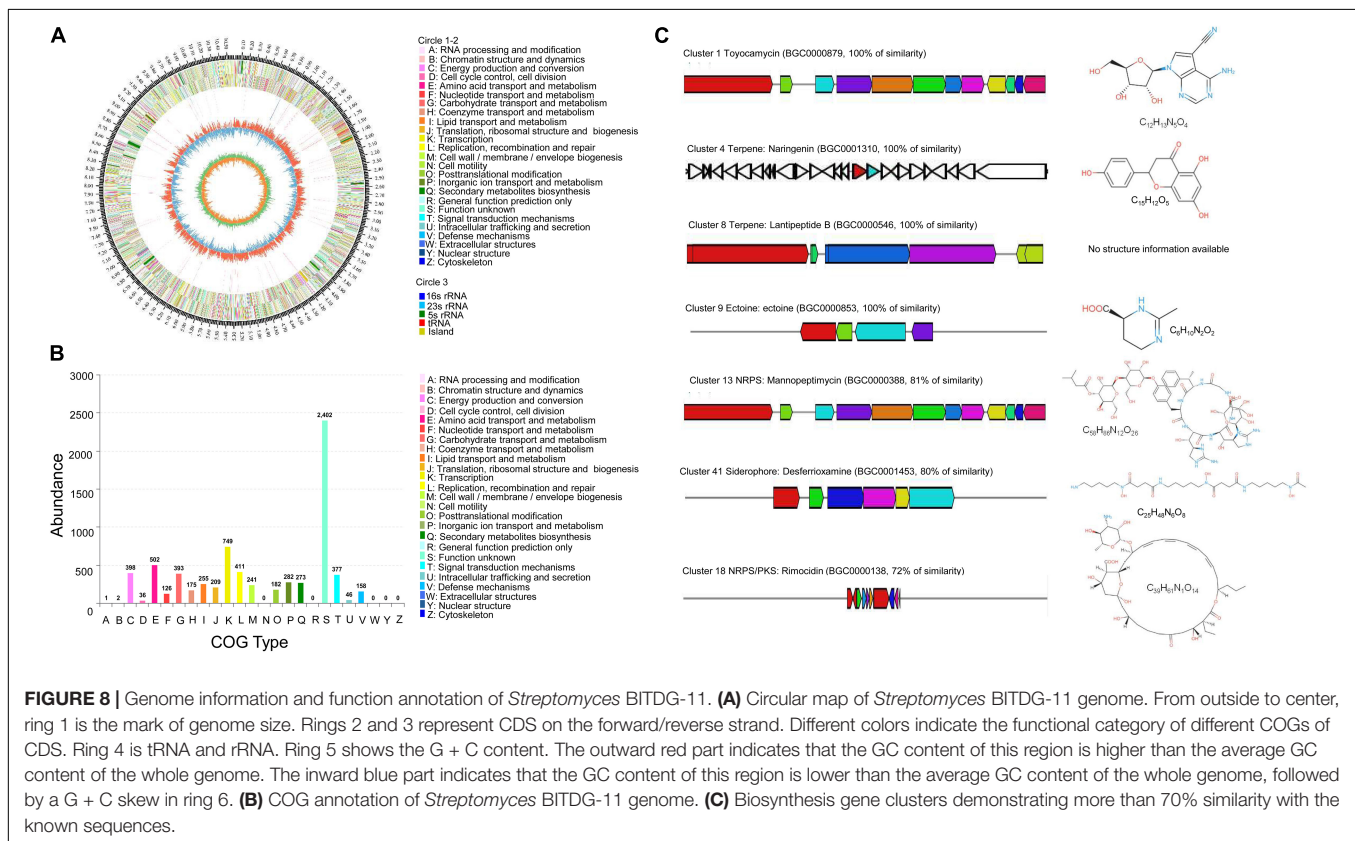 A
Circle 1-2
A: RNA processing and modification
B: Chromatin structure and dynamics
C: Energy production and conversion
D: Cell cycle control, cell division
E: Amino acid transport and metabolism
F: Nucleotide transport and metabolism
G: Carbohydrate transport and metabolism
H: Coenzyme transport and metabolism
I: Lipid transport and metabolism
J: Translation, ribosomal structure and biogenesis
K: Transcription
L: Replication, recombination and repair
M: Cell wall / membrane / envelope biogenesis
N: Cell motility
O: Posttranslational modification
P: Inorganic ion transport and metabolism
Q: Secondary metabolites biosynthesis
R: General function prediction only
S: Function unknown
T: Signal transduction mechanisms
U: Intracellular trafficking and secretion
V: Defense mechanisms
W: Extracellular structures
Y: Nuclear structure
Z: Cytoskeleton
Circle 3
16s rRNA
23s rRNA
5s rRNA
tRNA
Island
B
Abundance
3000
2500
2000
1500
1000
500
0
1 2 398 36 502 126 393 175 255 209 749 411 241 0 182 282 273 0 2,402 377 46 158 0 0 0
A B C D E F G H I J K L M N O P Q R S T U V W Y Z
COG Type
A: RNA processing and modification
B: Chromatin structure and dynamics
C: Energy production and conversion
D: Cell cycle control, cell division
E: Amino acid transport and metabolism
F: Nucleotide transport and metabolism
G: Carbohydrate transport and metabolism
H: Coenzyme transport and metabolism
I: Lipid transport and metabolism
J: Translation, ribosomal structure and biogenesis
K: Transcription
L: Replication, recombination and repair
M: Cell wall / membrane / envelope biogenesis
N: Cell motility
O: Posttranslational modification
P: Inorganic ion transport and metabolism
Q: Secondary metabolites biosynthesis
R: General function prediction only
S: Function unknown
T: Signal transduction mechanisms
U: Intracellular trafficking and secretion
V: Defense mechanisms
W: Extracellular structures
Y: Nuclear structure
Z: Cytoskeleton
C
Cluster 1 Toyocamycin (BGC0000879, 100% of similarity)
C12H13N5O4
Cluster 4 Terpene: Naringenin (BGC0001310, 100% of similarity)
C15H12O5
Cluster 8 Terpene: Lantipeptide B (BGC0000546, 100% of similarity)
No structure information available
Cluster 9 Ectoine: ectoine (BGC0000853, 100% of similarity)
C6H10N2O2
Cluster 13 NRPS: Mannopeptimycin (BGC0000388, 81% of similarity)
Cluster 41 Siderophore: Desferrioxamine (BGC0001453, 80% of similarity)
C25H48N6O8
Cluster 18 NRPS/PKS: Rimocidin (BGC0000138, 72% of similarity)
C39H61N1O14
FIGURE 8 | Genome information and function annotation of Streptomyces BITDG-11. (A) Circular map of Streptomyces BITDG-11 genome. From outside to center,
ring 1 is the mark of genome size. Rings 2 and 3 represent CDS on the forward/reverse strand. Different colors indicate the functional category of different COGs of
CDS. Ring 4 is tRNA and rRNA. Ring 5 shows the G + C content. The outward red part indicates that the GC content of this region is higher than the average GC
content of the whole genome. The inward blue part indicates that the GC content of this region is lower than the average GC content of the whole genome, followed
by a G + C skew in ring 6. (B) COG annotation of Streptomyces BITDG-11 genome. (C) Biosynthesis gene clusters demonstrating more than 70% similarity with the
known sequences.